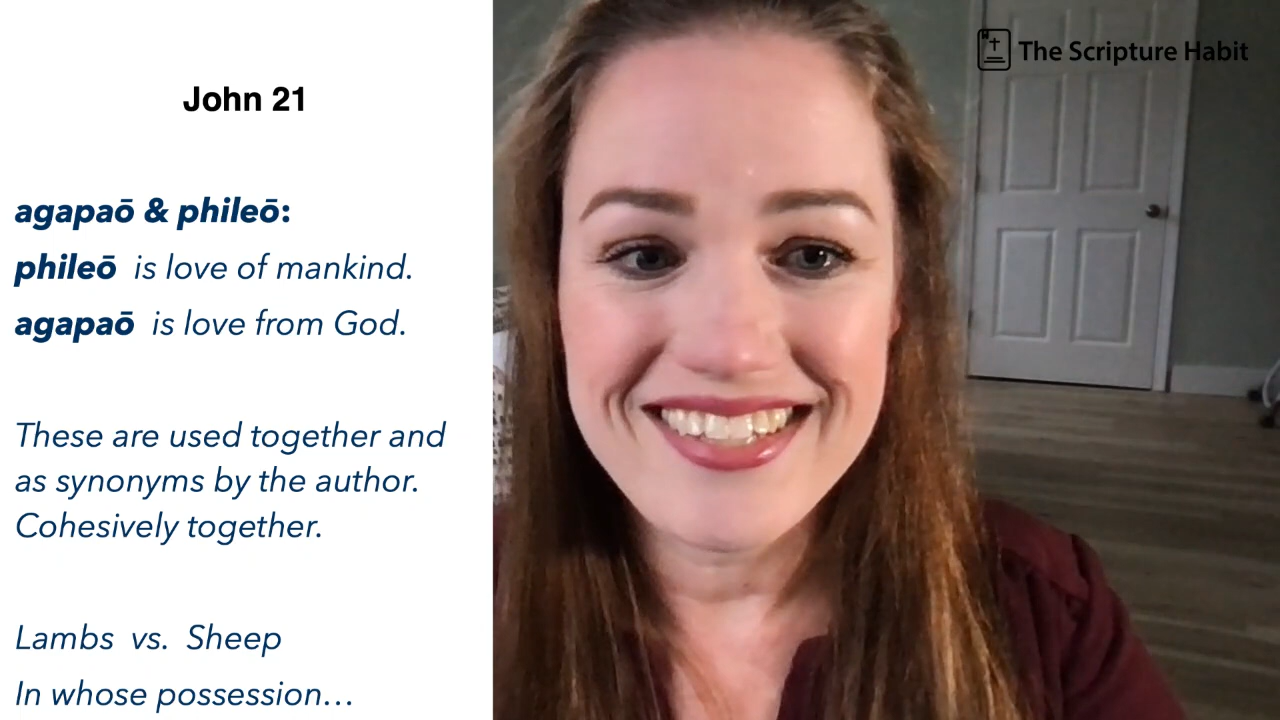 John 21
agapaō & phileō:
phileō is love of mankind.
agapaō is love from God.
These are used together and
as synonyms by the author.
Cohesively together.
Lambs vs. Sheep
In whose possession...
The Scripture Habit